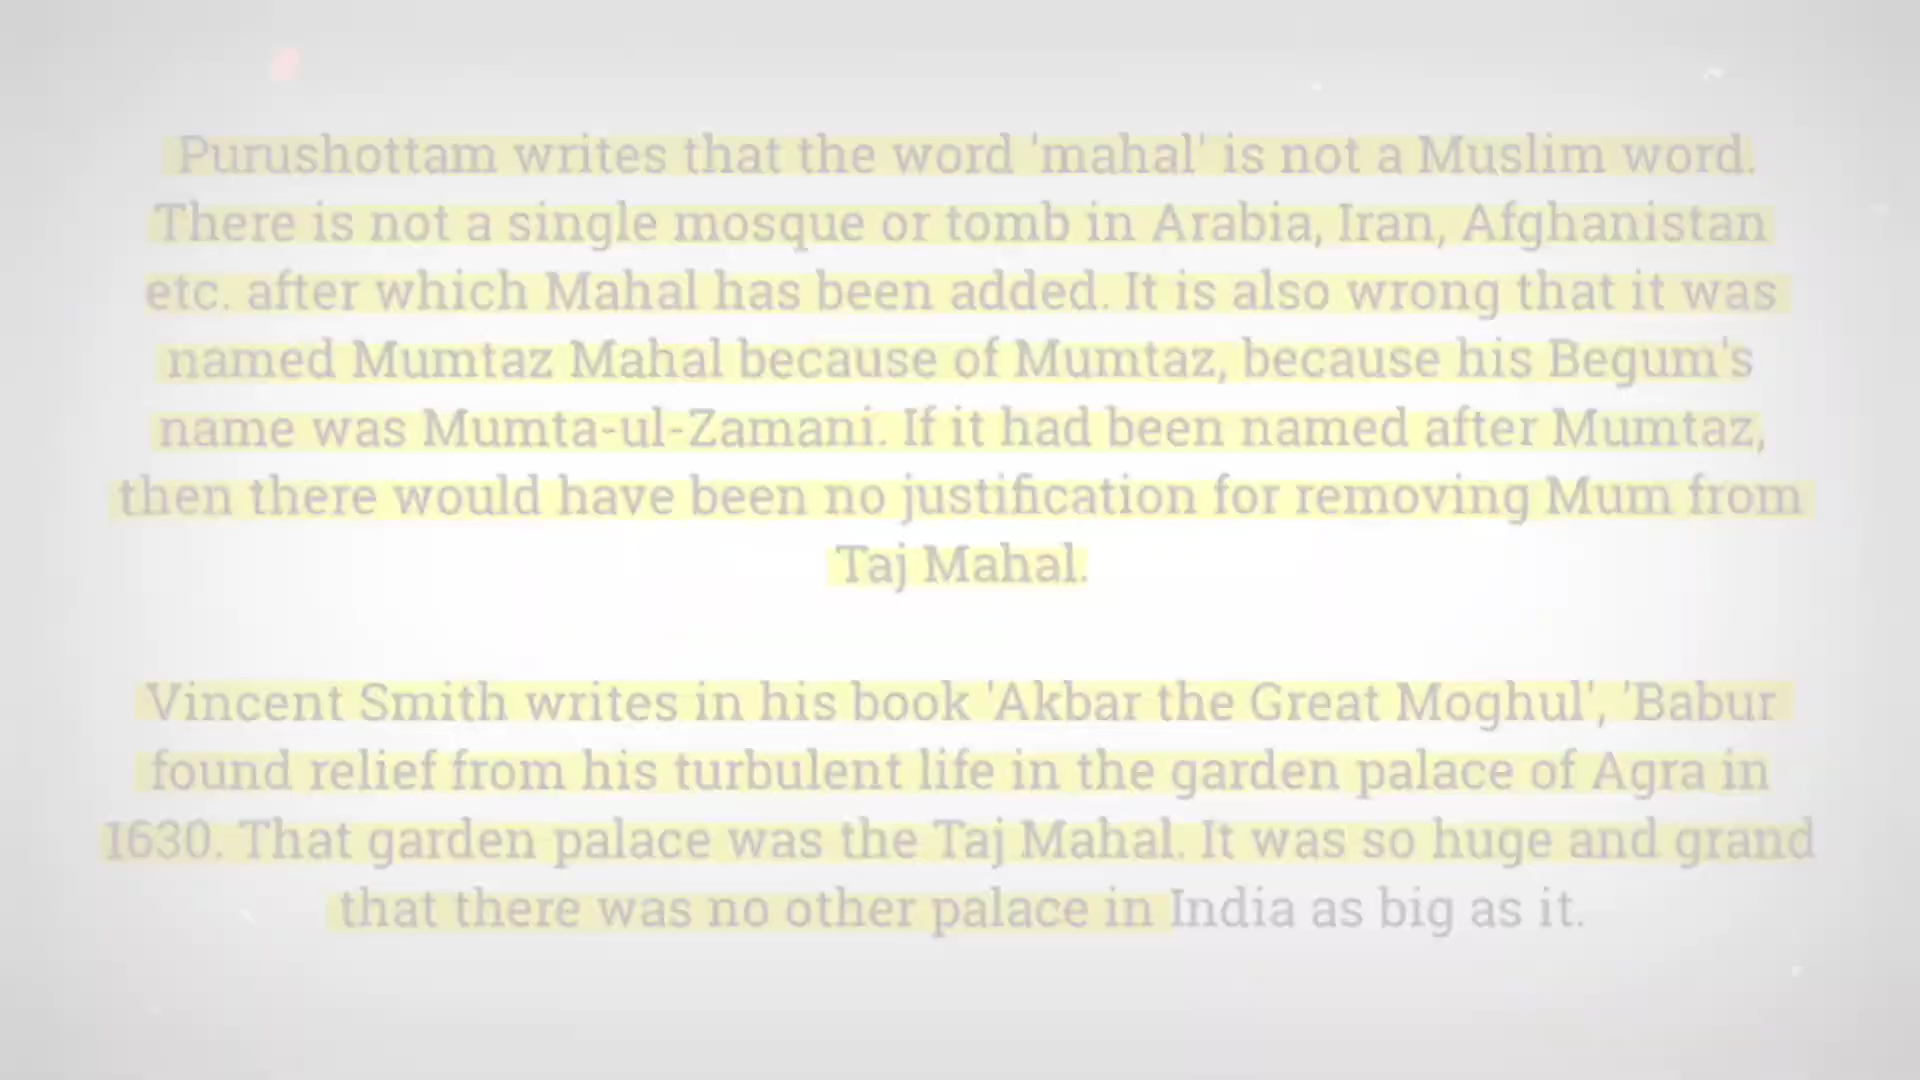 Purushottam writes that the word 'mahal' is not a Muslim word.
There is not a single mosque or tomb in Arabia, Iran, Afghanistan
etc. after which Mahal has been added. It is also wrong that it was
named Mumtaz Mahal because of Mumtaz, because his Begum's
name was Mumta-ul-Zamani. If it had been named after Mumtaz,
then there would have been no justification for removing Mum from
Taj Mahal.
Vincent Smith writes in his book 'Akbar the Great Moghul', 'Babur
found relief from his turbulent life in the garden palace of Agra in
1630. That garden palace was the Taj Mahal. It was so huge and grand
that there was no other palace in India as big as it.